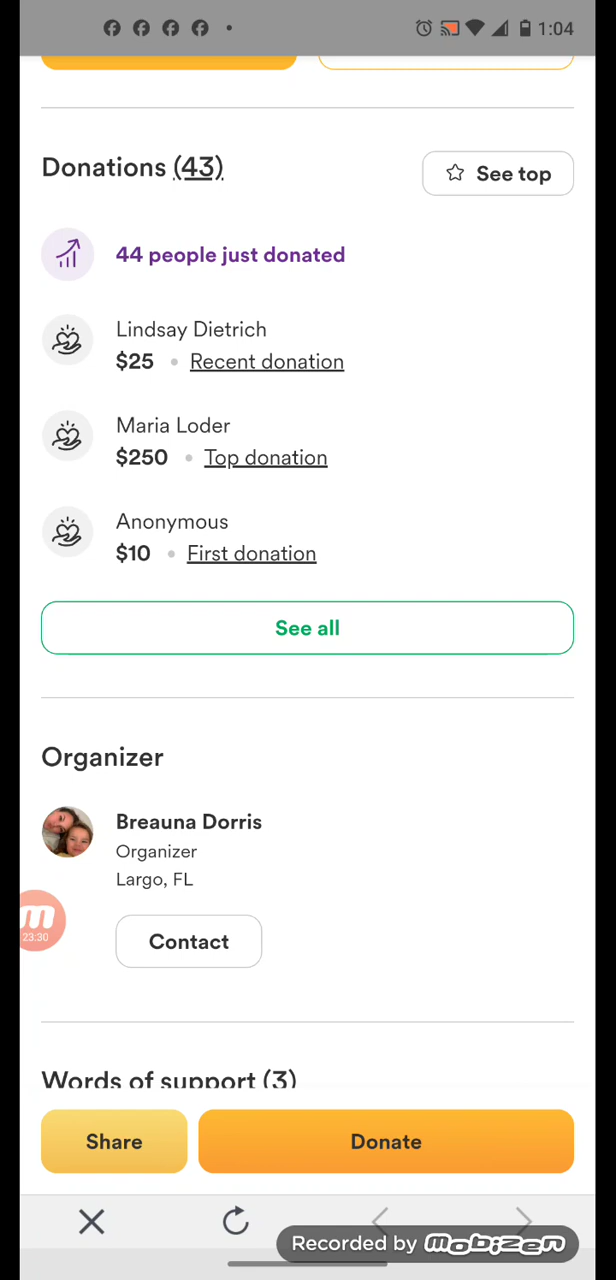 1:04
Donations (43)
See top
44 people just donated
Lindsay Dietrich
$25 • Recent donation
Maria Loder
$250 • Top donation
Anonymous
$10 • First donation
See all
Organizer
Breauna Dorris
Organizer
Largo, FL
23:30
Contact
Words of support (3)
Share
Donate
Recorded by mobizen